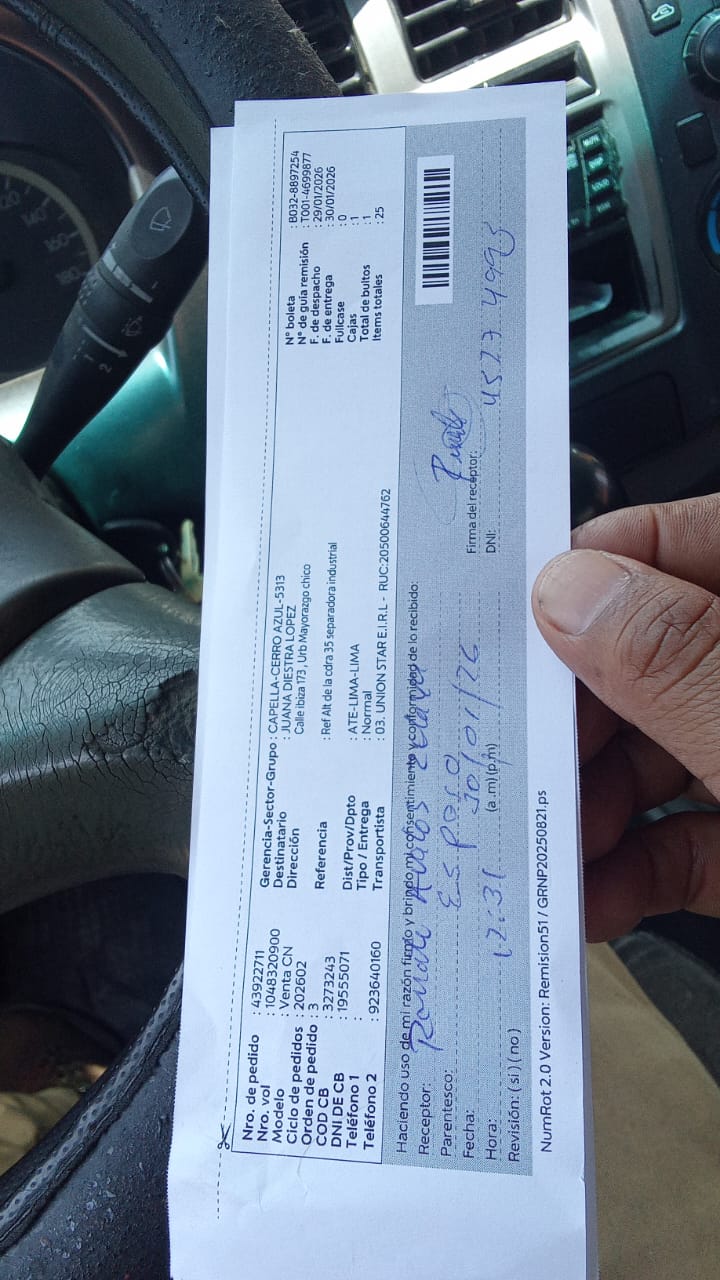 Nro. de pedido : 43922711
Nro. vol : 1048320900
Modelo : Venta CN
Ciclo de pedidos : 202602
Orden de pedido : 3
COD CB : 3273243
DNI DE CB : 19555071
Teléfono 1 :
Teléfono 2 : 923640160
Gerencia-Sector-Grupo : CAPELLA-CERRO AZUL-5313
Destinatario : JUANA DIESTRA LOPEZ
Dirección Calle ibiza 173 , Urb Mayorazgo chico
Referencia : Ref Alt de la cdra 35 separadora industrial
Dist/Prov/Dpto : ATE-LIMA-LIMA
Tipo / Entrega : Normal
Transportista : 03. UNION STAR E.I.R.L - RUC:20500644762
N° boleta : B032-8897254
N° de guia remisión : T001-4699877
F. de despacho : 29/01/2026
F. de entrega : 30/01/2026
Fullcase : 0
Cajas : 1
Total de bultos : 1
Items totales : 25
Haciendo uso de mi razón firmo y brindo mi consentimiento y conformidad de lo recibido:
Receptor:
Parentesco: Esposo
Fecha: 30/01/26
Hora: 12:31 (a.m)(p.m)
Revisión: ( si ) ( no )
Firma del receptor:
DNI: 4527 4993
NumRot 2.0 Version: Remision51 / GRNP20250821.ps
2